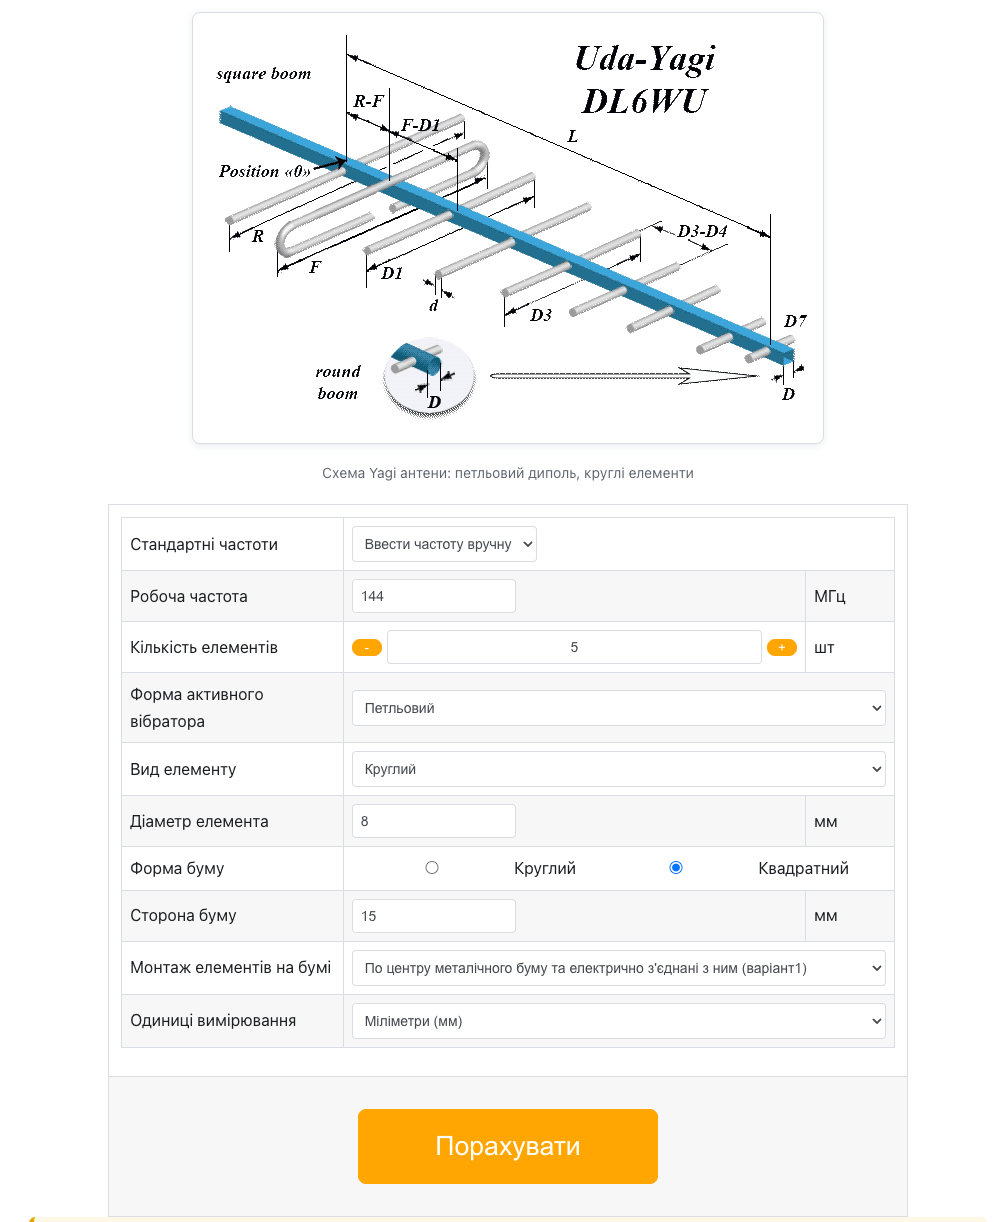 Uda-Yagi
DL6WU
square boom
R-F
F-D1
L
Position «0»
D3-D4
R
F
D1
d
D3
D7
round
boom
D
D
Схема Yagi антени: петльовий диполь, круглі елементи
Стандартні частоти
Ввести частоту вручну
Робоча частота
144
МГц
Кількість елементів
-
5
+
шт
Форма активного
вібратора
Петльовий
Вид елементу
Круглий
Діаметр елемента
8
мм
Форма буму
Круглий
Квадратний
Сторона буму
15
мм
Монтаж елементів на бумі
По центру металічного буму та електрично з'єднані з ним (варіант1)
Одиниці вимірювання
Міліметри (мм)
Порахувати